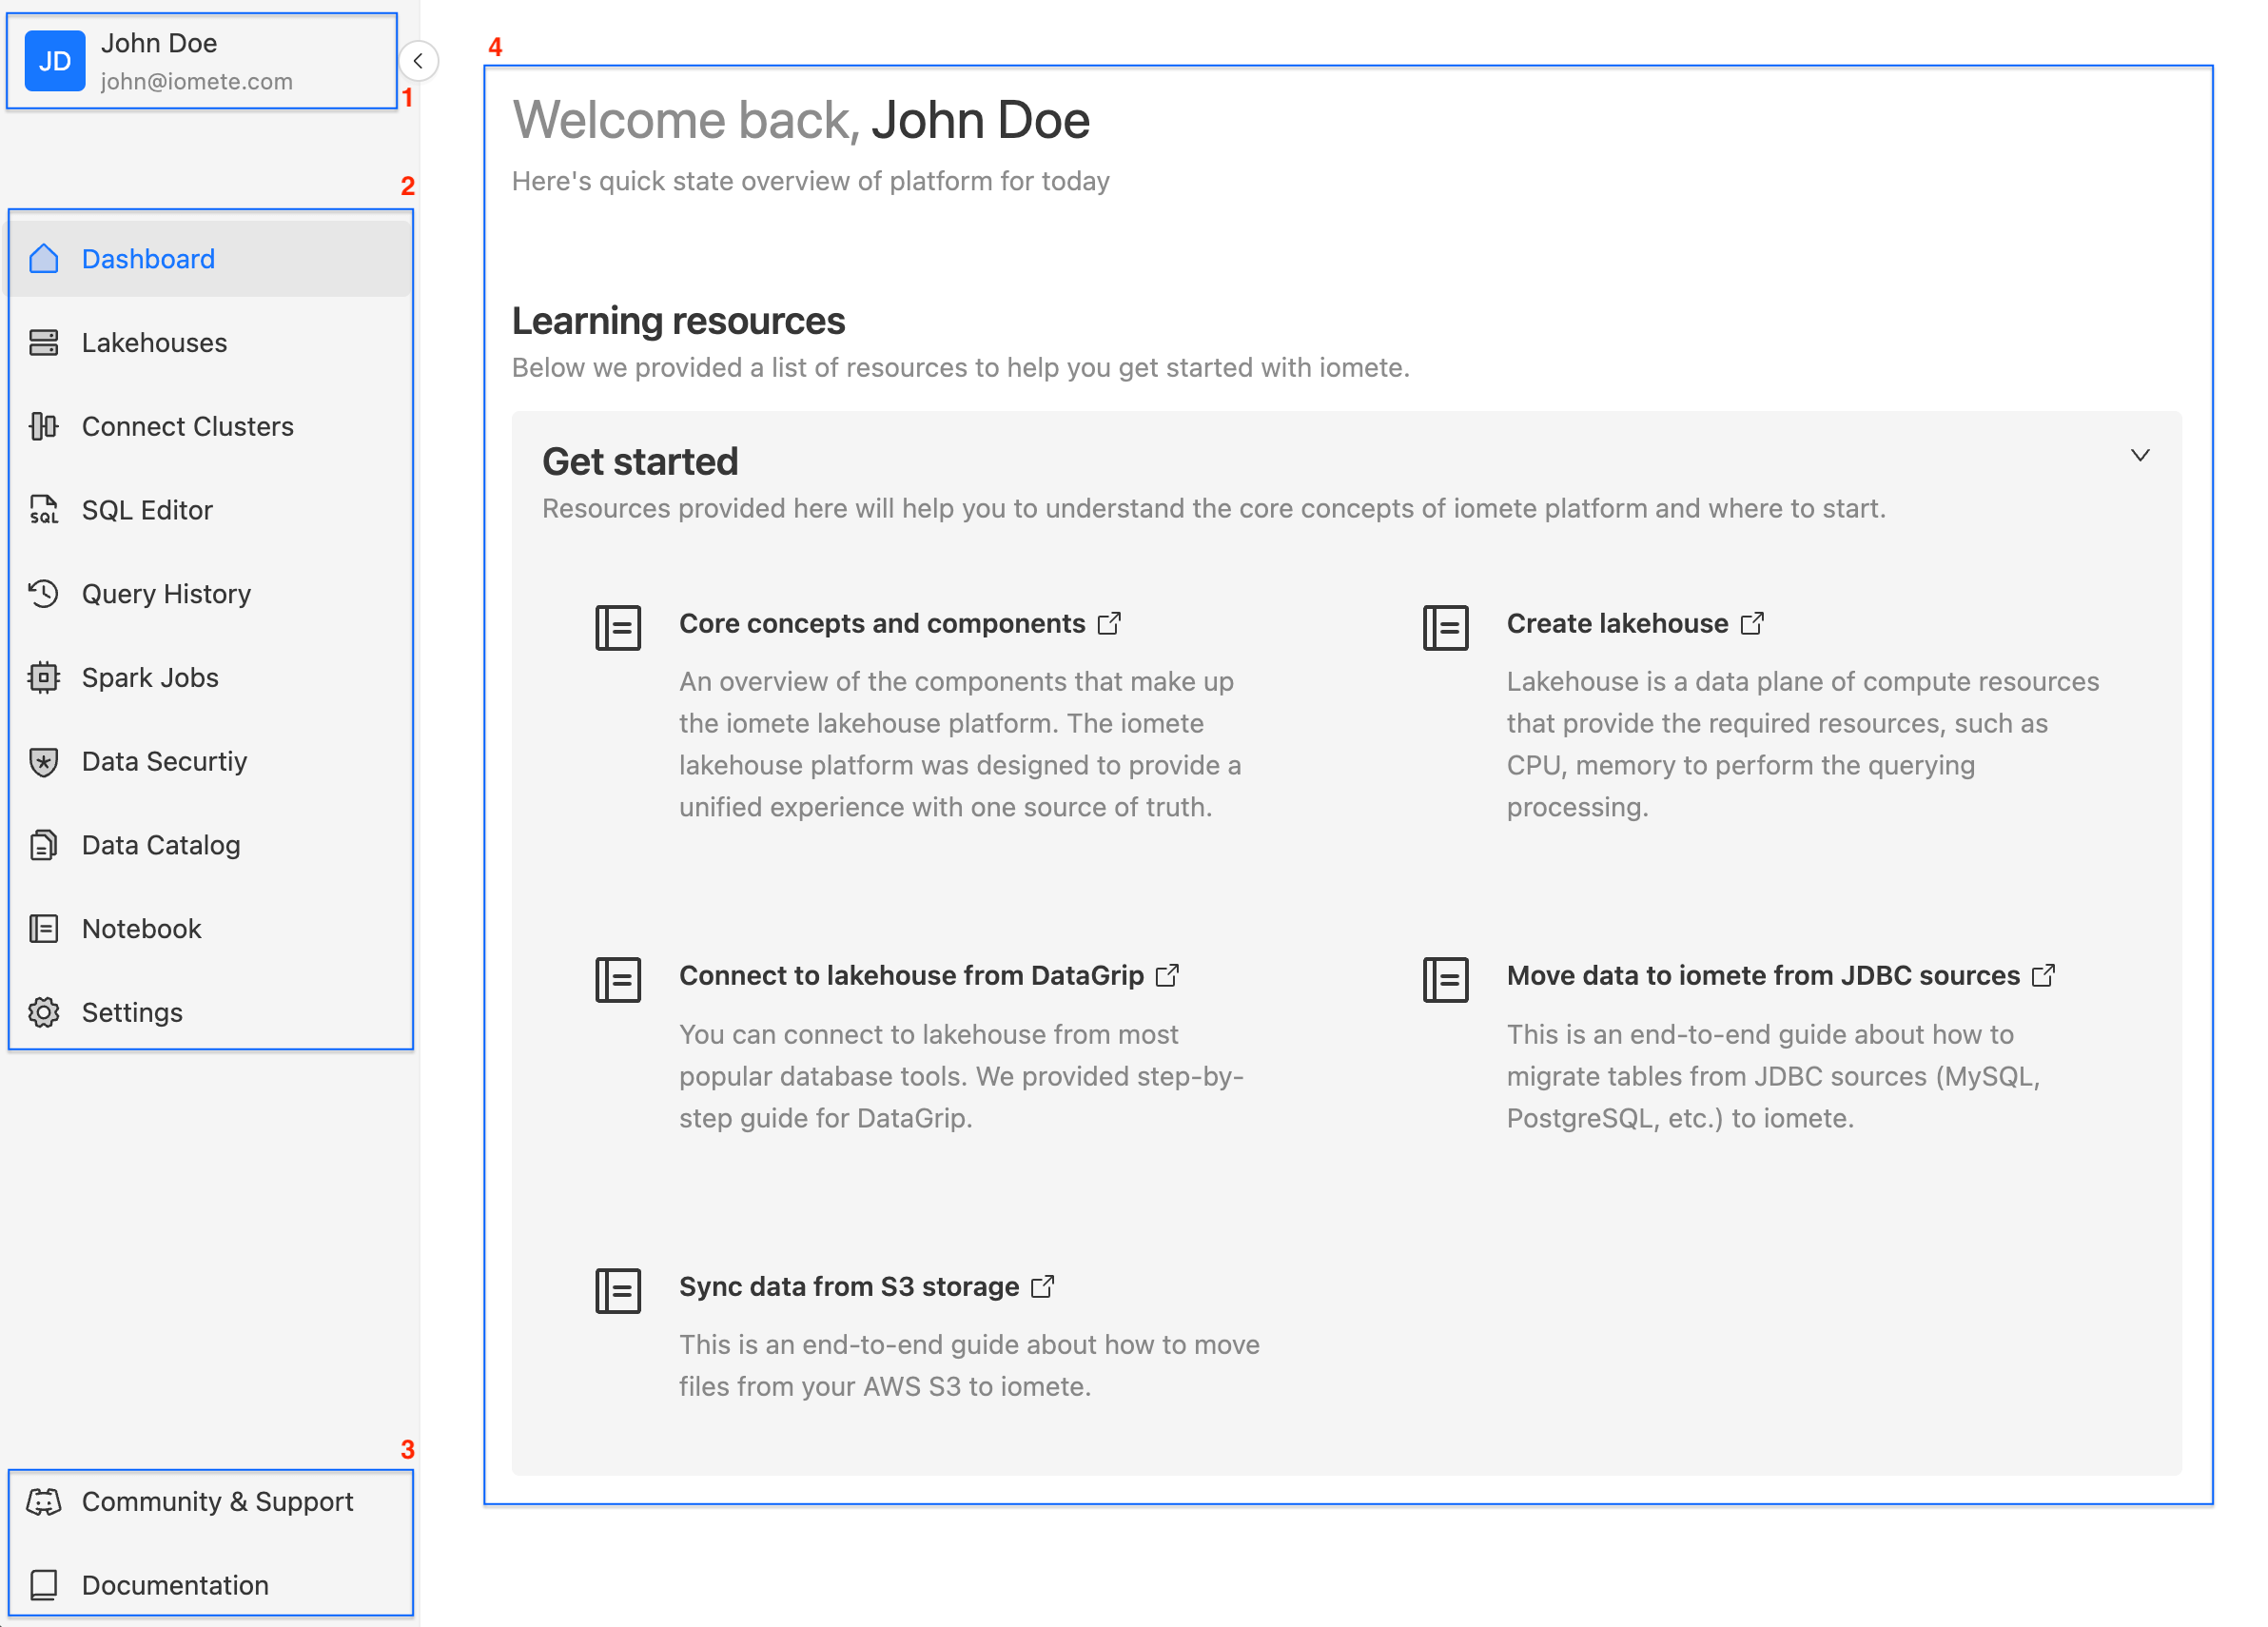 JD
John Doe
john@iomete.com
1
2
Dashboard
Lakehouses
Connect Clusters
SQL
SQL Editor
Query History
Spark Jobs
Data Securtiy
Data Catalog
Notebook
Settings
3
Community & Support
Documentation
4
Welcome back, John Doe
Here's quick state overview of platform for today
Learning resources
Below we provided a list of resources to help you get started with iomete.
Get started
Resources provided here will help you to understand the core concepts of iomete platform and where to start.
Core concepts and components
An overview of the components that make up
the iomete lakehouse platform. The iomete
lakehouse platform was designed to provide a
unified experience with one source of truth.
Create lakehouse
Lakehouse is a data plane of compute resources
that provide the required resources, such as
CPU, memory to perform the querying
processing.
Connect to lakehouse from DataGrip
You can connect to lakehouse from most
popular database tools. We provided step-by-
step guide for DataGrip.
Move data to iomete from JDBC sources
This is an end-to-end guide about how to
migrate tables from JDBC sources (MySQL,
PostgreSQL, etc.) to iomete.
Sync data from S3 storage
This is an end-to-end guide about how to move
files from your AWS S3 to iomete.